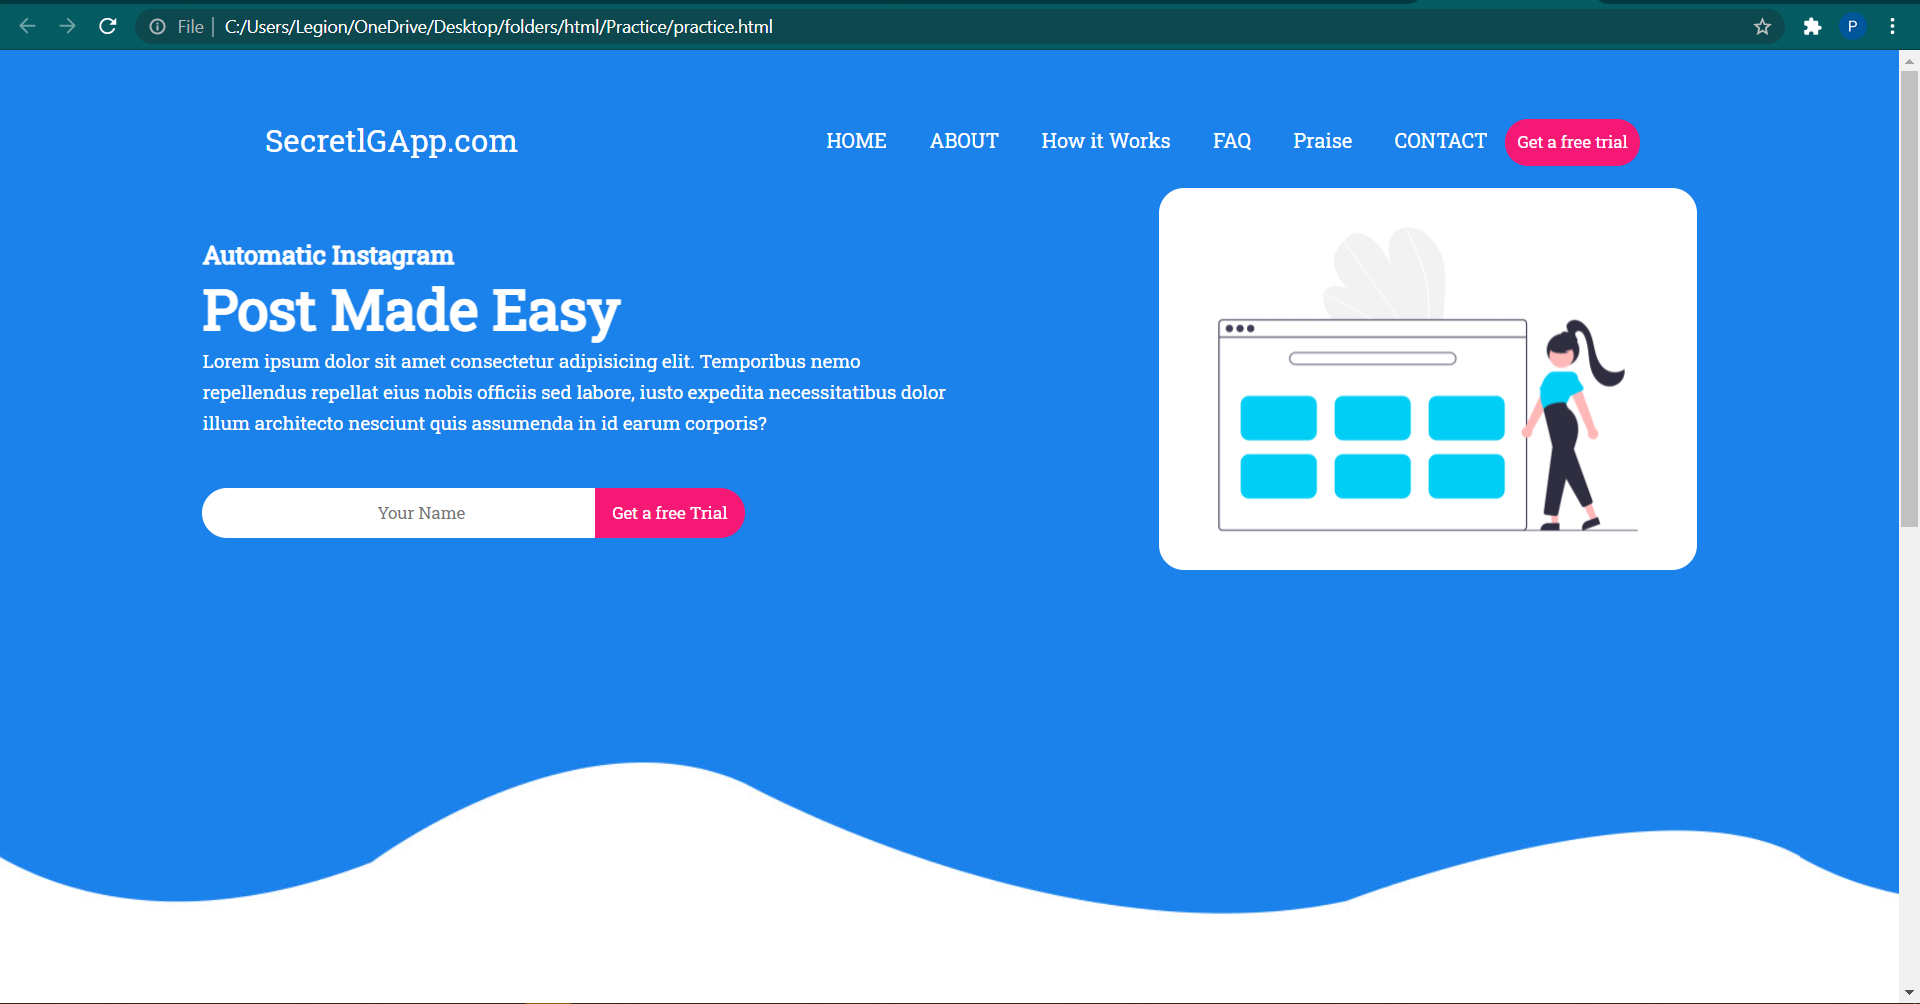 File | C:/Users/Legion/OneDrive/Desktop/folders/html/Practice/practice.html
P
SecretlGApp.com
HOME ABOUT How it Works FAQ Praise CONTACT Get a free trial
Automatic Instagram
Post Made Easy
Lorem ipsum dolor sit amet consectetur adipisicing elit. Temporibus nemo
repellendus repellat eius nobis officiis sed labore, iusto expedita necessitatibus dolor
illum architecto nesciunt quis assumenda in id earum corporis?
Your Name
Get a free Trial